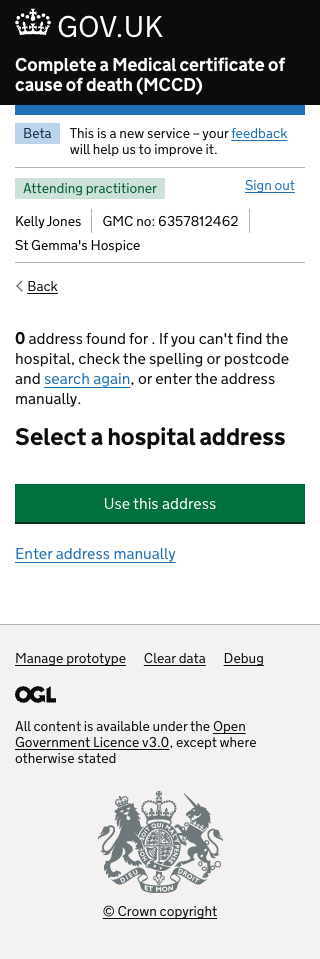 GOV.UK
Complete a Medical certificate of
cause of death (MCCD)
Beta
This is a new service – your feedback
will help us to improve it.
Attending practitioner
Sign out
Kelly Jones
GMC no: 6357812462
St Gemma's Hospice
Back
0 address found for . If you can't find the
hospital, check the spelling or postcode
and search again, or enter the address
manually.
Select a hospital address
Use this address
Enter address manually
Manage prototype
Clear data
Debug
OGL
All content is available under the Open
Government Licence v3.0, except where
otherwise stated
DIEU ET MON DROIT
© Crown copyright